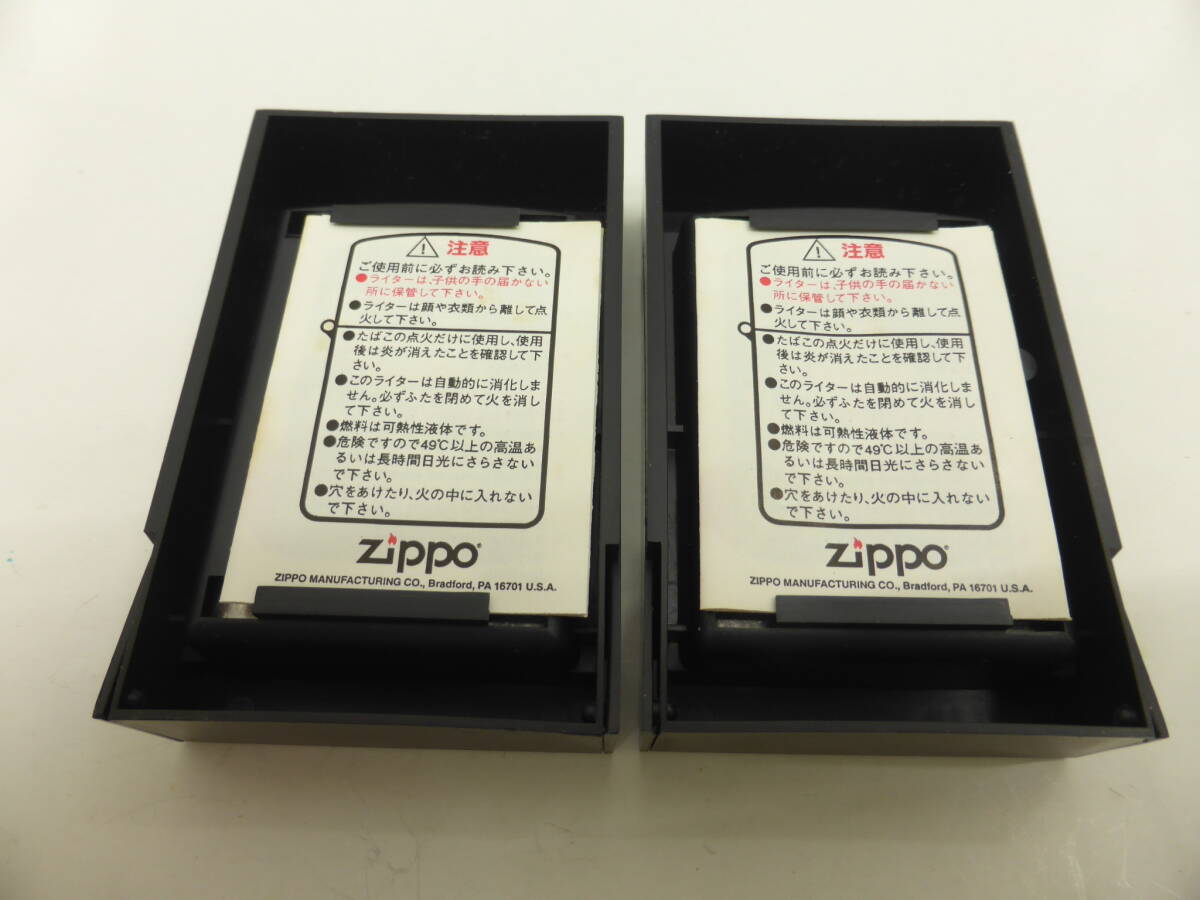 注意
ご使用前に必ずお読み下さい。
●ライターは、子供の手の届かない
所に保管して下さい。
●ライターは顔や衣類から離して点
火して下さい。
●たばこの点火だけに使用し、使用
後は炎が消えたことを確認して下
さい。
●このライターは自動的に消化しま
せん。必ずふたを閉めて火を消し
て下さい。
●燃料は可熱性液体です。
●危険ですので49℃以上の高温あ
るいは長時間日光にさらさない
で下さい。
●穴をあけたり、火の中に入れない
で下さい。
Zippo®
ZIPPO MANUFACTURING CO., Bradford, PA 16701 U.S.A.
注意
ご使用前に必ずお読み下さい。
●ライターは、子供の手の届かない
所に保管して下さい。
●ライターは顔や衣類から離して点
火して下さい。
●たばこの点火だけに使用し、使用
後は炎が消えたことを確認して下
さい。
●このライターは自動的に消化しま
せん。必ずふたを閉めて火を消し
て下さい。
●燃料は可熱性液体です。
●危険ですので49℃以上の高温あ
るいは長時間日光にさらさない
で下さい。
●穴をあけたり、火の中に入れない
で下さい。
Zippo®
ZIPPO MANUFACTURING CO., Bradford, PA 16701 U.S.A.